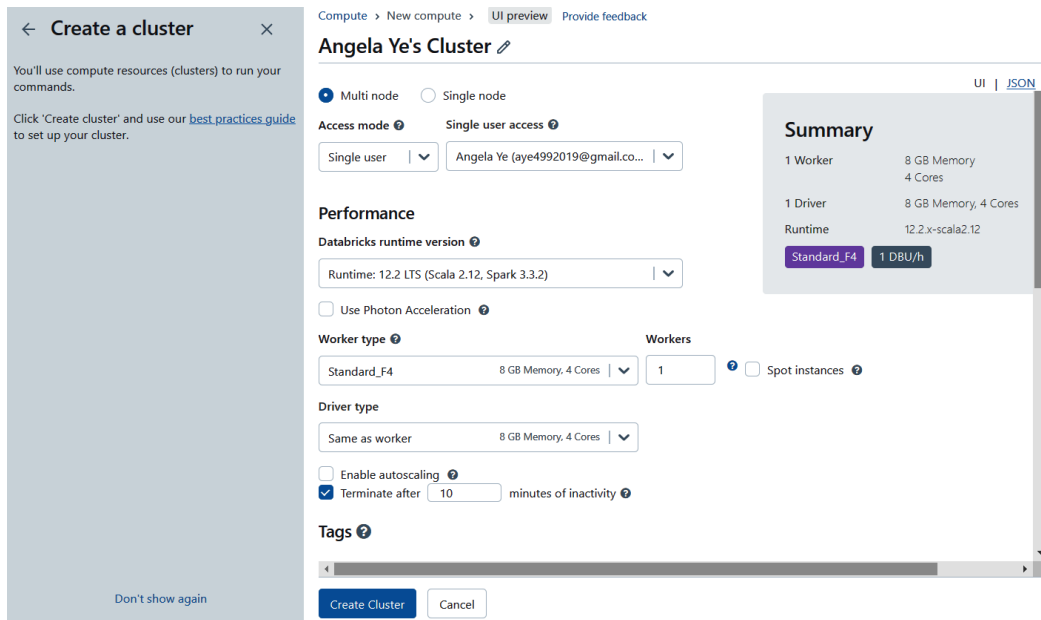 Create a cluster
You'll use compute resources (clusters) to run your
commands.
Click 'Create cluster' and use our best practices guide
to set up your cluster.
Don't show again
Compute > New compute > UI preview Provide feedback
Angela Ye's Cluster
UI | JSON
Multi node Single node
Access mode Single user access
Single user Angela Ye (aye4992019@gmail.co...
Performance
Databricks runtime version
Runtime: 12.2 LTS (Scala 2.12, Spark 3.3.2)
Use Photon Acceleration
Worker type Workers
Standard_F4 8 GB Memory, 4 Cores 1 Spot instances
Driver type
Same as worker 8 GB Memory, 4 Cores
Enable autoscaling
Terminate after 10 minutes of inactivity
Tags
Create Cluster Cancel
Summary
1 Worker 8 GB Memory
4 Cores
1 Driver 8 GB Memory, 4 Cores
Runtime 12.2.x-scala2.12
Standard_F4 1 DBU/h